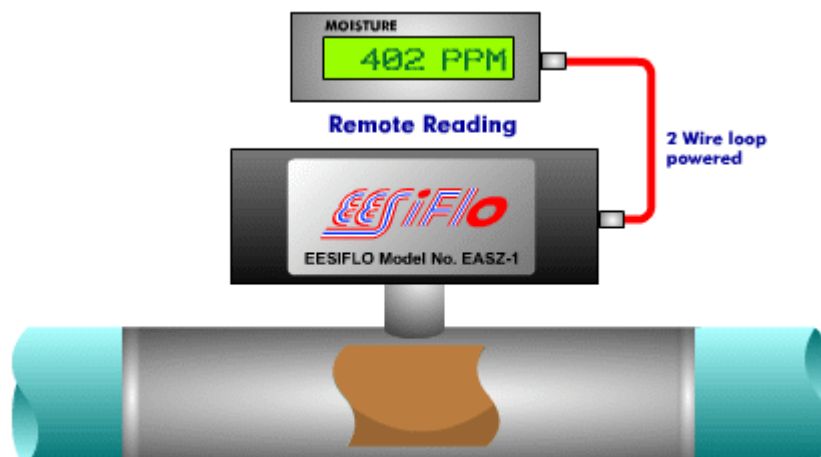 MOISTURE
402 PPM
Remote Reading
2 Wire loop
powered
EESiFlo
EESIFLO Model No. EASZ-1